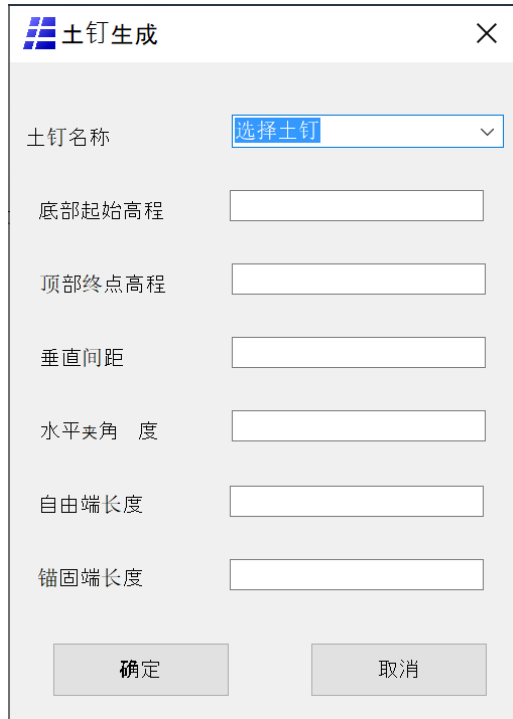 土钉生成
土钉名称 选择土钉
底部起始高程
顶部终点高程
垂直间距
水平夹角 度
自由端长度
锚固端长度
确定 取消